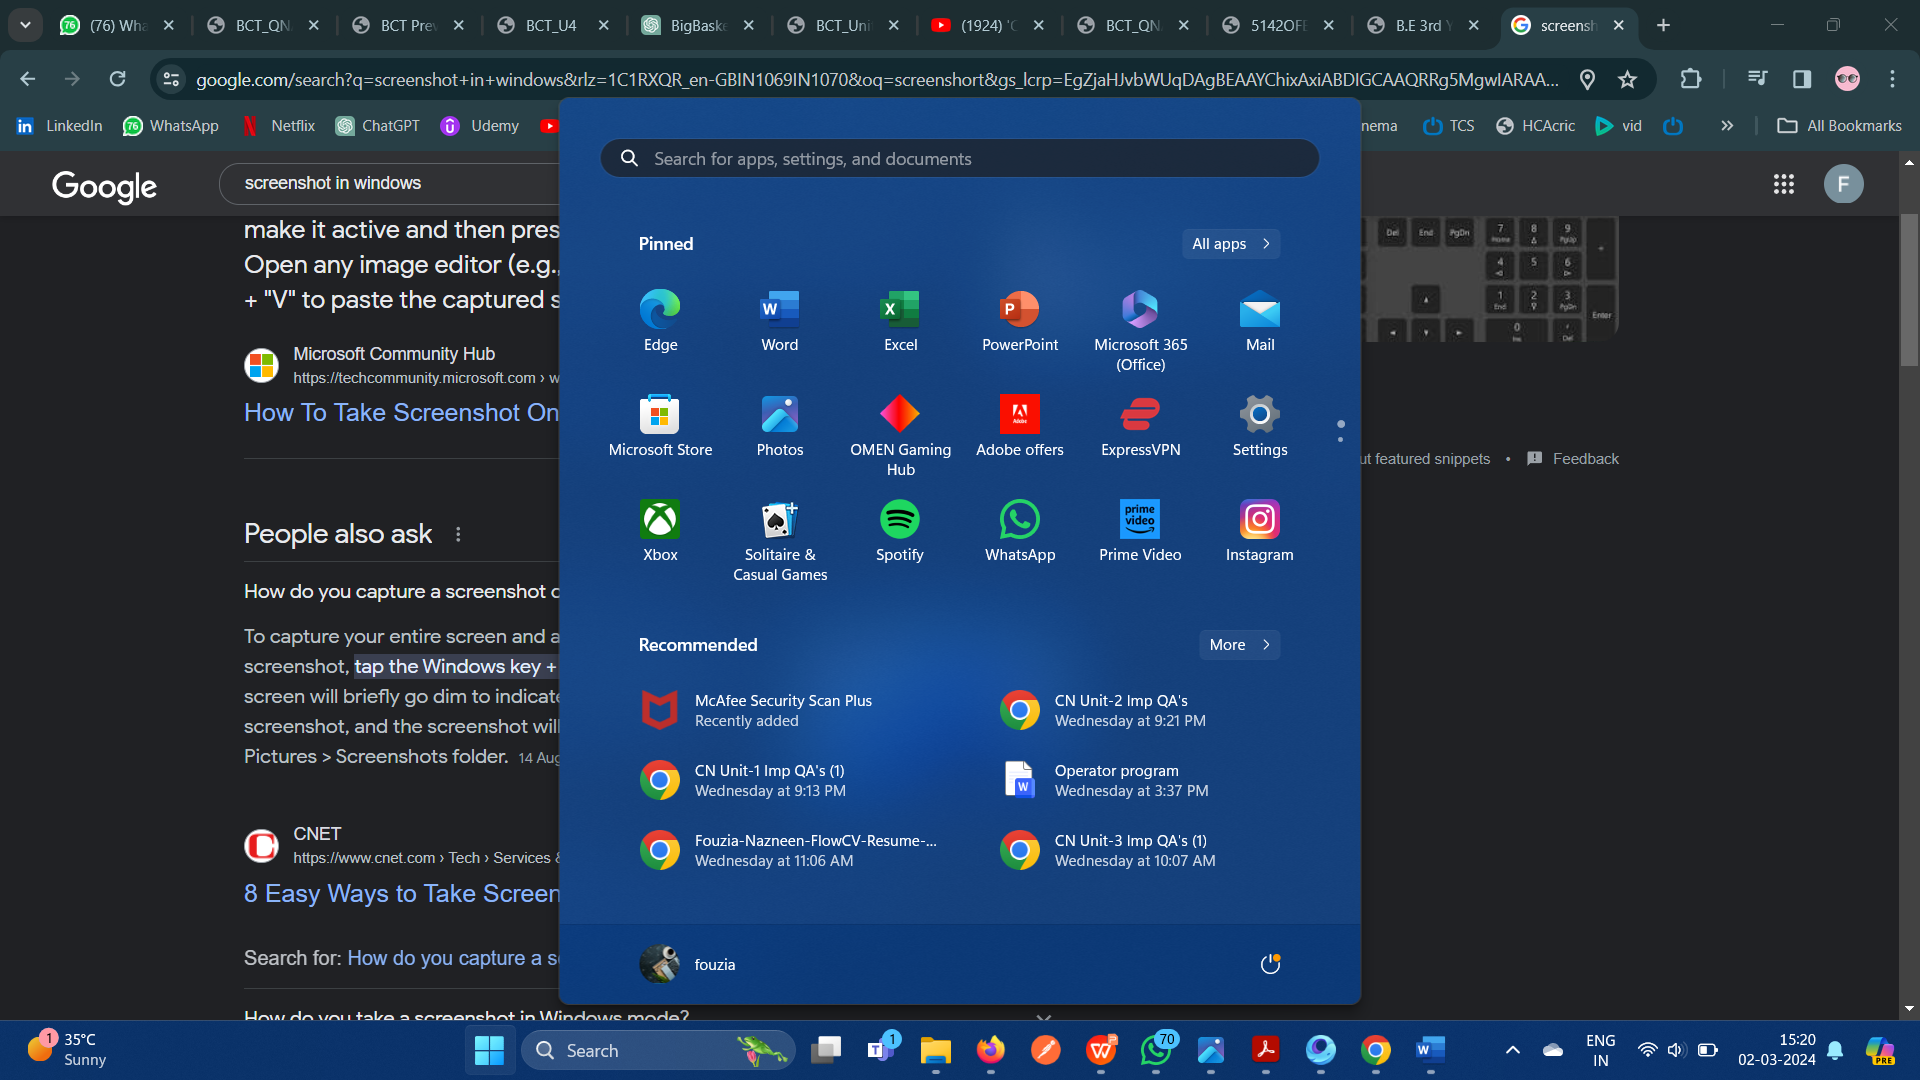 (76) Wha
BCT_QN
BCT Prev
BCT_U4
BigBaske
BCT_Uni
(1924) 'C
BCT_QN
5142OFE
B.E 3rd Y
screensh
google.com/search?q=screenshot+in+windows&rlz=1C1RXQR_en-GBIN1069IN1070&oq=screenshort&gs_lcrp=EgZjaHJvbWUqDAgBEAAYChixAxiABDIGCAAQRRg5MgwIARAA...
LinkedIn
76
WhatsApp
Netflix
ChatGPT
Udemy
nema
TCS
HCAcric
vid
All Bookmarks
Google
screenshot in windows
F
make it active and then pres
Open any image editor (e.g.,
+ "V" to paste the captured s
Microsoft Community Hub
https://techcommunity.microsoft.com › w
How To Take Screenshot On
ut featured snippets
•
Feedback
People also ask
How do you capture a screenshot o
To capture your entire screen and a
screenshot, tap the Windows key +
screen will briefly go dim to indicate
screenshot, and the screenshot will
Pictures > Screenshots folder. 14 Aug
CNET
https://www.cnet.com › Tech › Services &
8 Easy Ways to Take Screen
Search for: How do you capture a s
How do you take a screenshot in Windows mode?
Search for apps, settings, and documents
Pinned
All apps
Edge
Word
Excel
PowerPoint
Microsoft 365
(Office)
Mail
Microsoft Store
Photos
OMEN Gaming
Hub
Adobe offers
ExpressVPN
Settings
Xbox
Solitaire &
Casual Games
Spotify
WhatsApp
prime
video
Prime Video
Instagram
Recommended
More
McAfee Security Scan Plus
Recently added
CN Unit-2 Imp QA's
Wednesday at 9:21 PM
CN Unit-1 Imp QA's (1)
Wednesday at 9:13 PM
Operator program
Wednesday at 3:37 PM
Fouzia-Nazneen-FlowCV-Resume-...
Wednesday at 11:06 AM
CN Unit-3 Imp QA's (1)
Wednesday at 10:07 AM
fouzia
1
35°C
Sunny
Search
1
70
ENG
IN
15:20
02-03-2024
PRE